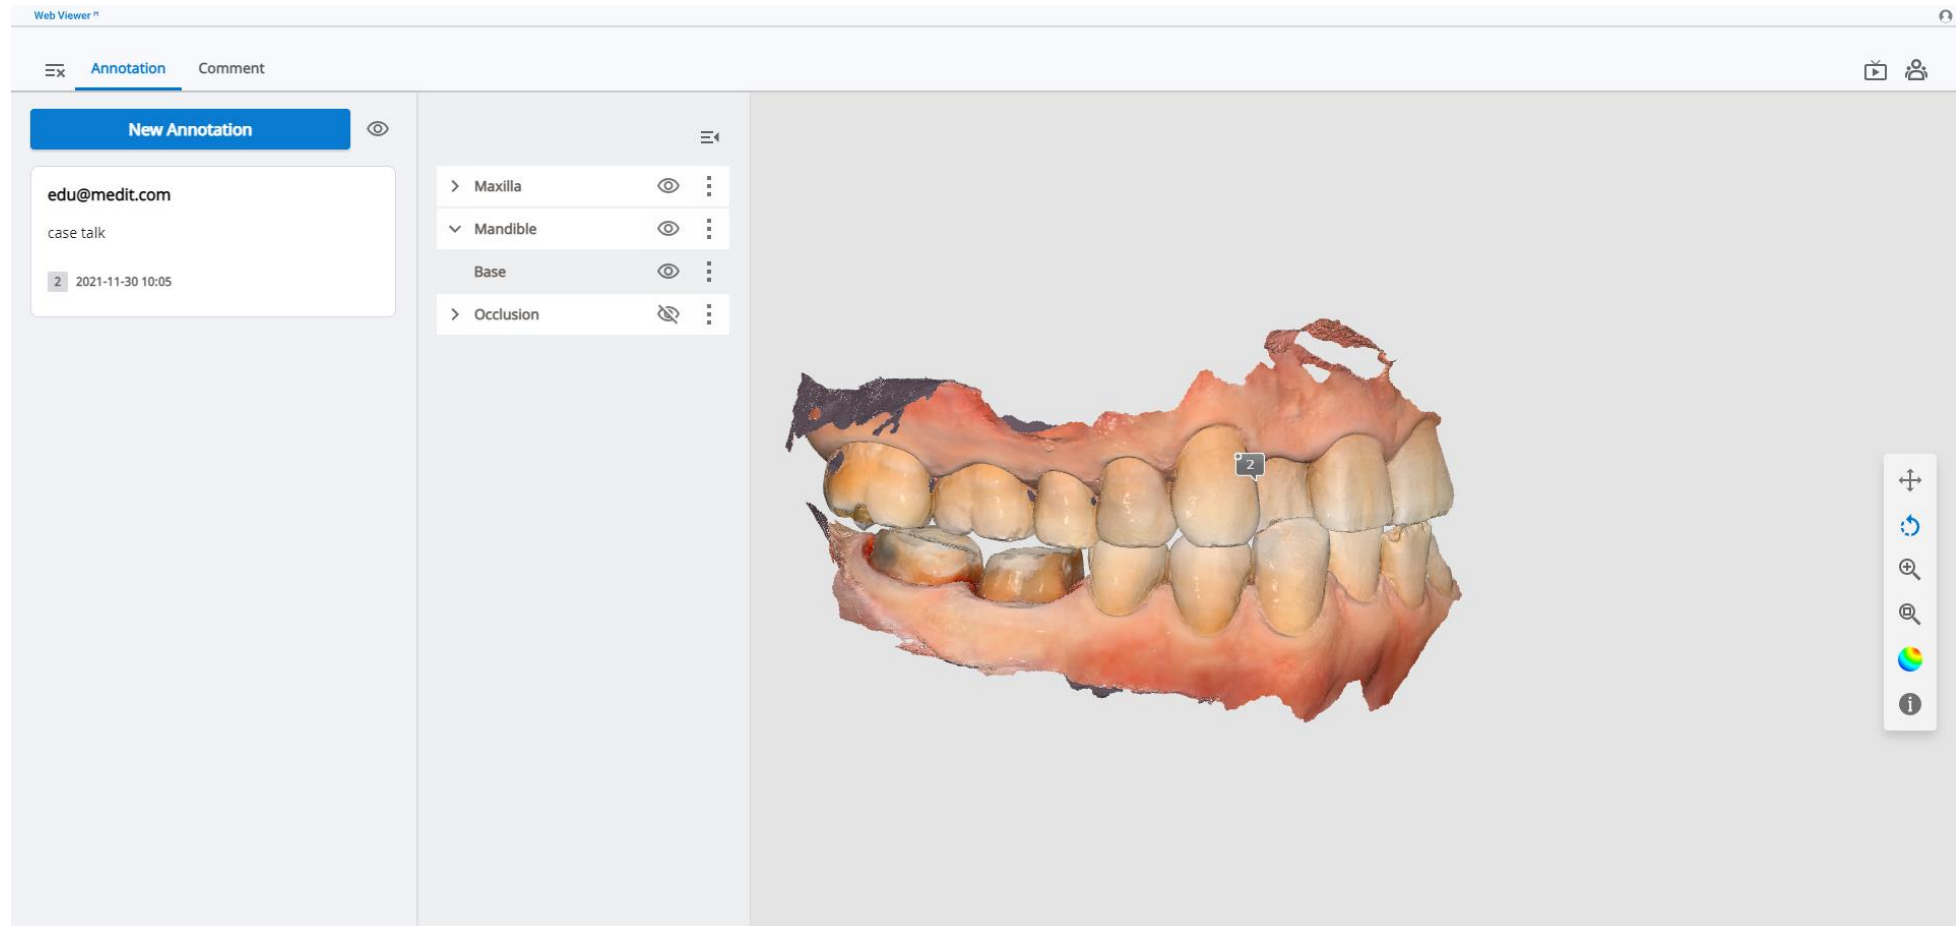 Web Viewer
Annotation
Comment
New Annotation
edu@medit.com
case talk
2 2021-11-30 10:05
Maxilla
Mandible
Base
Occlusion
2